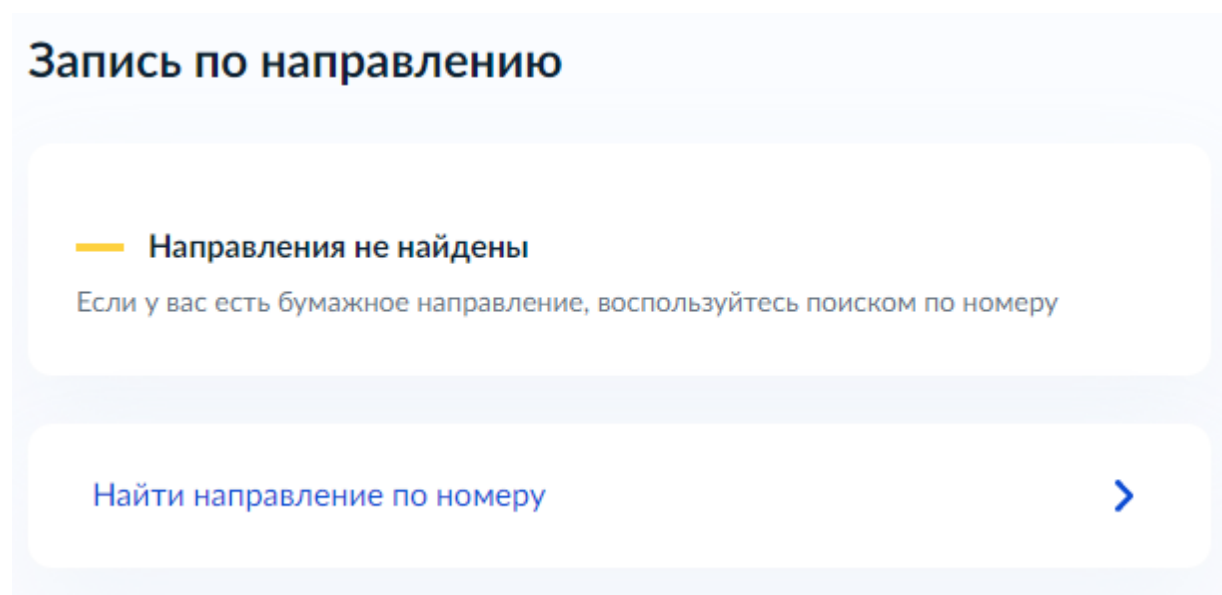 Запись по направлению
Направления не найдены
Если у вас есть бумажное направление, воспользуйтесь поиском по номеру
Найти направление по номеру